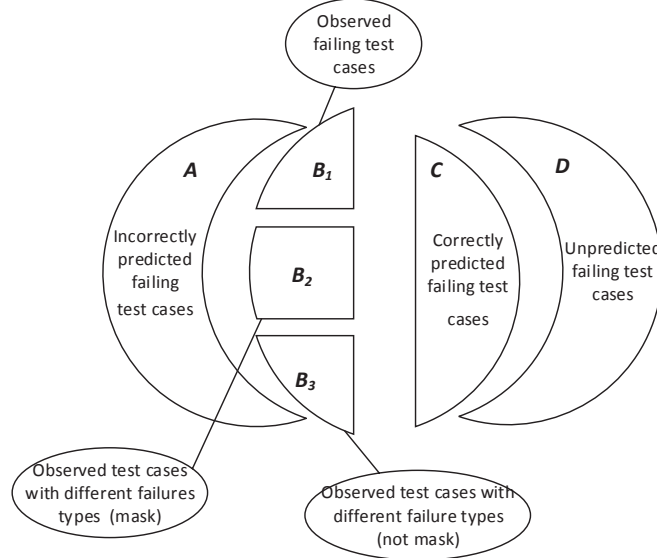 Observed
failing test
cases
A
B1
C
D
Incorrectly
predicted
failing
test cases
B2
Correctly
predicted
failing test
cases
Unpredicted
failing test
cases
B3
Observed test cases
with different failures
types (mask)
Observed test cases with
different failure types
(not mask)